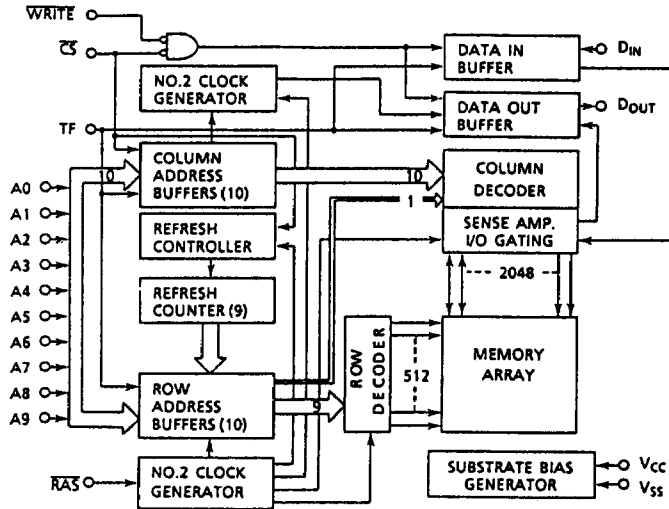 WRITE
CS
DATA IN
BUFFER
DIN
NO.2 CLOCK
GENERATOR
DATA OUT
BUFFER
DOUT
TF
10
COLUMN
ADDRESS
BUFFERS (10)
10
COLUMN
DECODER
1
A0
A1
A2
A3
A4
A5
A6
A7
A8
A9
REFRESH
CONTROLLER
SENSE AMP.
I/O GATING
2048
REFRESH
COUNTER (9)
ROW
DECODER
512
MEMORY
ARRAY
ROW
ADDRESS
BUFFERS (10)
9
RAS
NO.2 CLOCK
GENERATOR
SUBSTRATE BIAS
GENERATOR
VCC
VSS